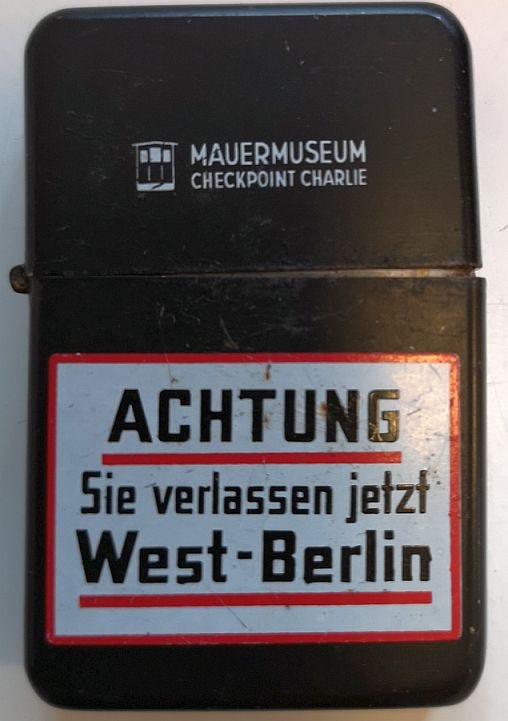 MAUERMUSEUM
CHECKPOINT CHARLIE
ACHTUNG
Sie verlassen jetzt
West-Berlin